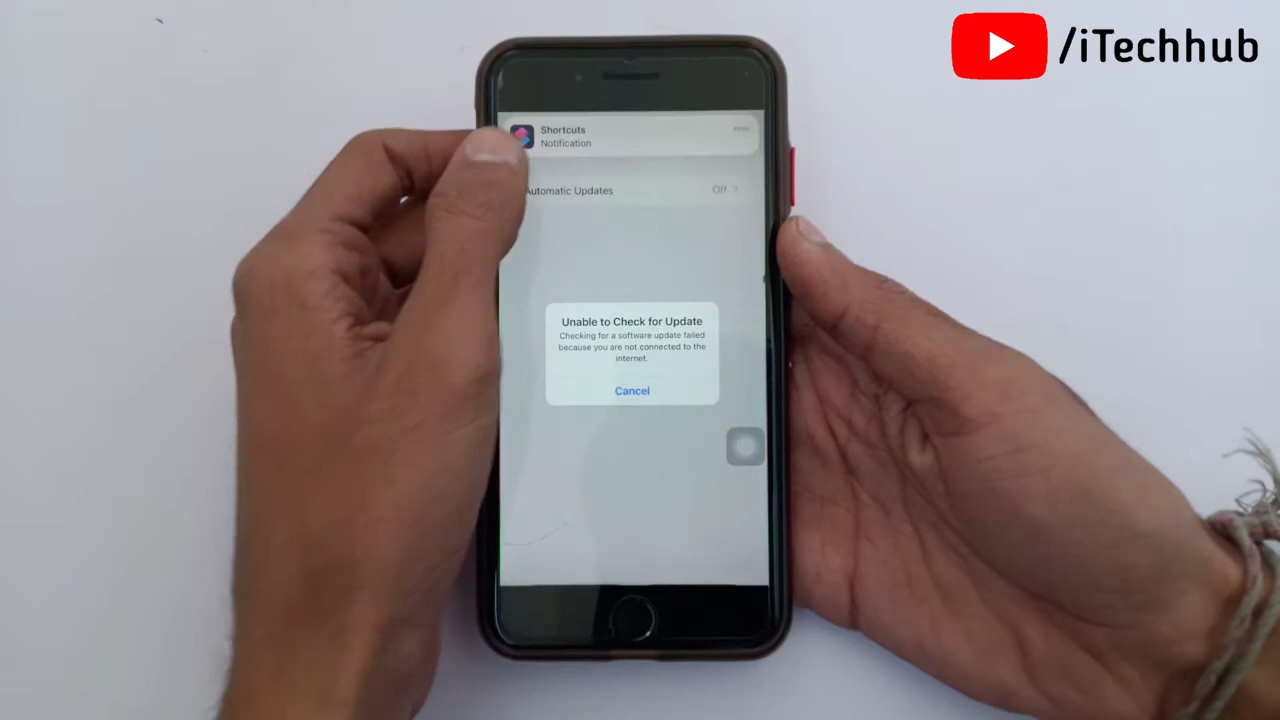 /iTechhub
Shortcuts
Notification
Automatic Updates
Off
Unable to Check for Update
Checking for a software update failed
because you are not connected to the
internet.
Cancel